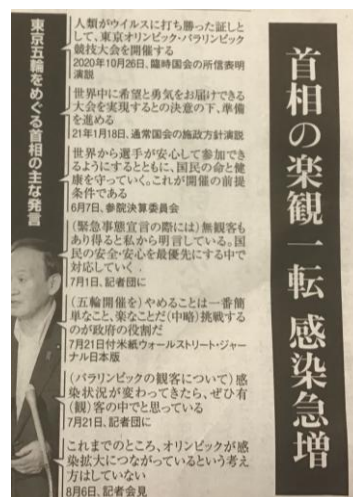 首相の楽観一転 感染急増
東京五輪をめぐる首相の主な発言
人類がウイルスに打ち勝った証しと
して、東京オリンピック・パラリンピック
競技大会を開催する
2020年10月26日、臨時国会の所信表明
演説
世界中に希望と勇気をお届けできる
大会を実現するとの決意の下、準備
を進める
21年1月18日、通常国会の施政方針演説
世界から選手が安心して参加でき
るようにするとともに、国民の命と健
康を守っていく。これが開催の前提
条件である
6月7日、参院決算委員会
(緊急事態宣言の際には)無観客も
あり得ると私から明言している。国
民の安全・安心を最優先にする中で
対応していく
7月1日、記者団に
(五輪開催を)やめることは一番簡
単なこと、楽なことだ(中略)挑戦する
のが政府の役割だ
7月21日付米紙ウォールストリート・ジャー
ナル日本版
(パラリンピックの観客について)感
染状況が変わってきたら、ぜひ有
(観)客の中でと思っている
7月21日、記者団に
これまでのところ、オリンピックが感
染拡大につながっているという考え
方はしていない
8月6日、記者会見